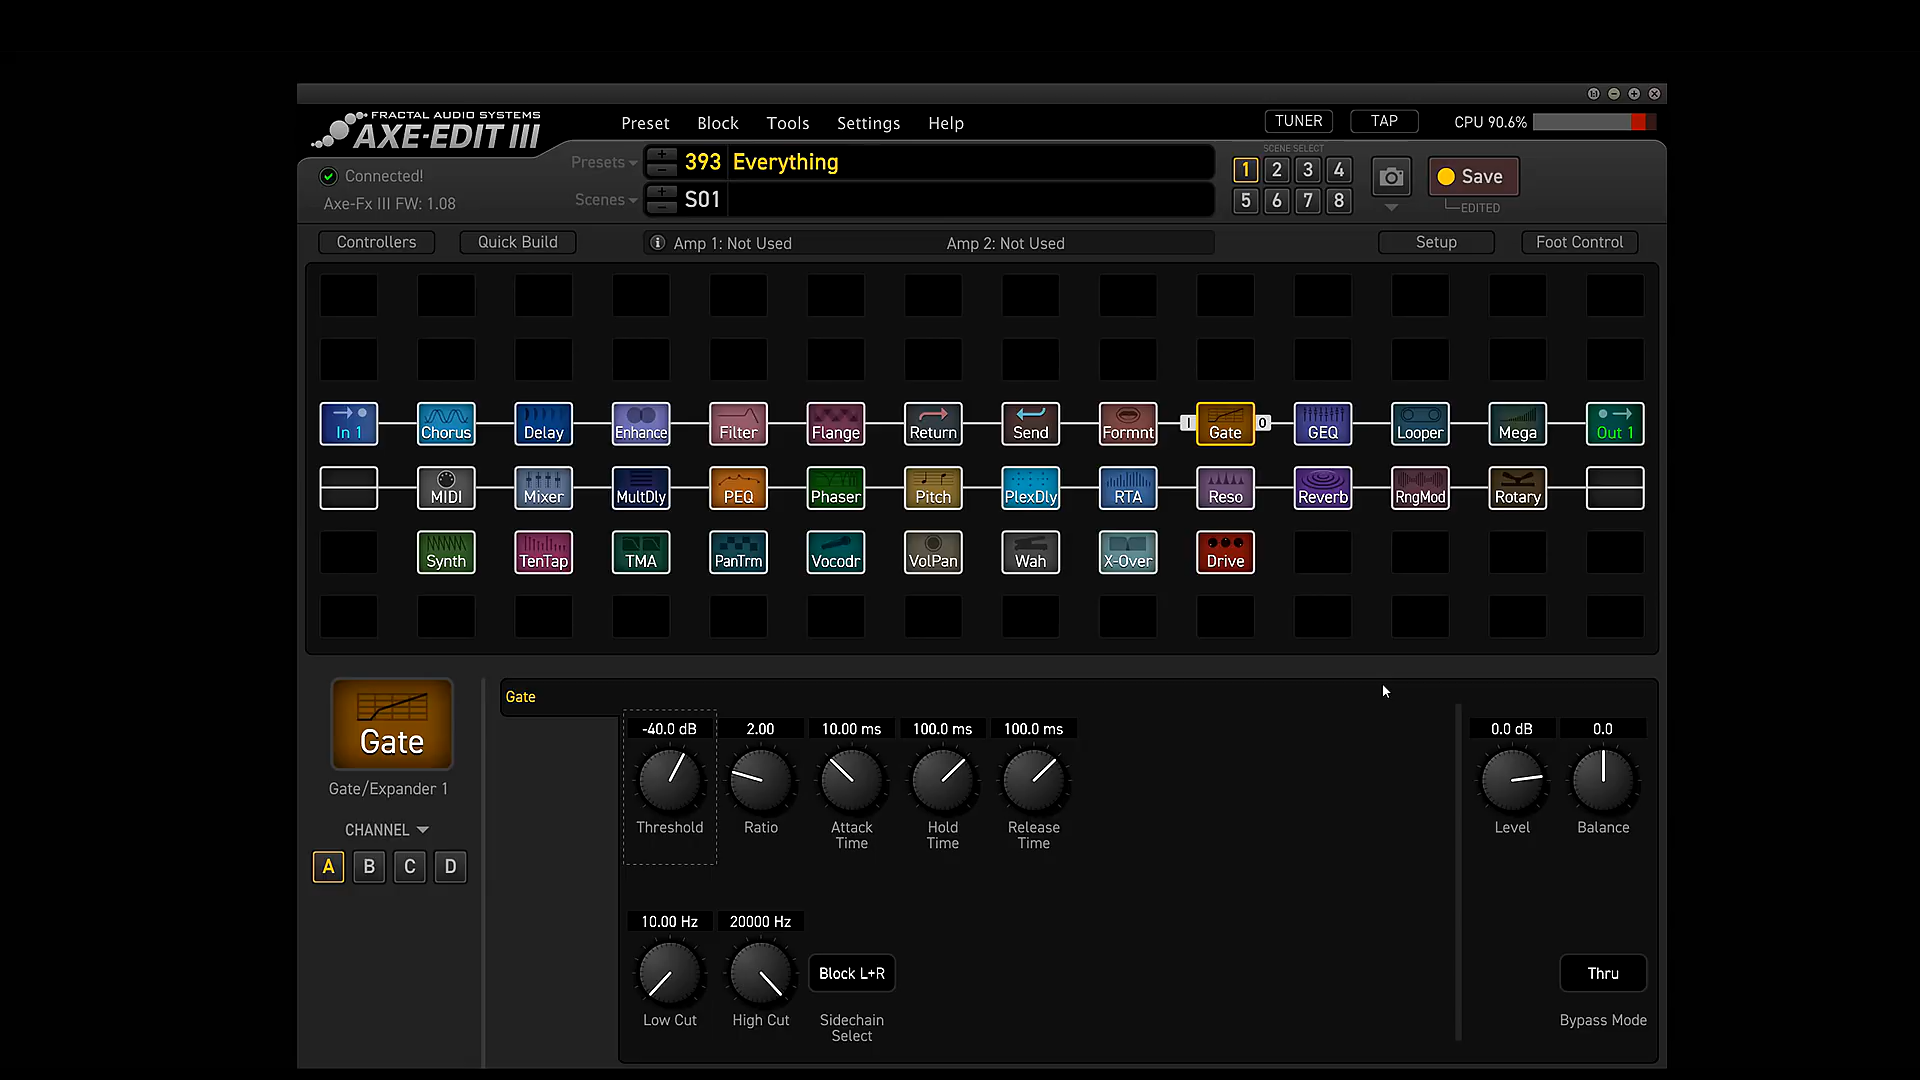 FRACTAL AUDIO SYSTEMS
AXE-EDIT III
Preset Block Tools Settings Help
TUNER TAP CPU 90.6%
Connected!
Axe-Fx III FW: 1.08
Presets 393 Everything
Scenes S01
SCENE SELECT
1 2 3 4
5 6 7 8
Save
EDITED
Controllers Quick Build Amp 1: Not Used Amp 2: Not Used Setup Foot Control
In 1 Chorus Delay Enhance Filter Flange Return Send Formnt I Gate O GEQ Looper Mega Out 1
MIDI Mixer MultDly PEQ Phaser Pitch PlexDly RTA Reso Reverb RngMod Rotary
Synth TenTap TMA PanTrm Vocodr VolPan Wah X-Over Drive
Gate
Gate/Expander 1
CHANNEL
A B C D
Gate
-40.0 dB 2.00 10.00 ms 100.0 ms 100.0 ms 0.0 dB 0.0
Threshold Ratio Attack Time Hold Time Release Time Level Balance
10.00 Hz 20000 Hz
Block L+R Thru
Low Cut High Cut Sidechain Select Bypass Mode